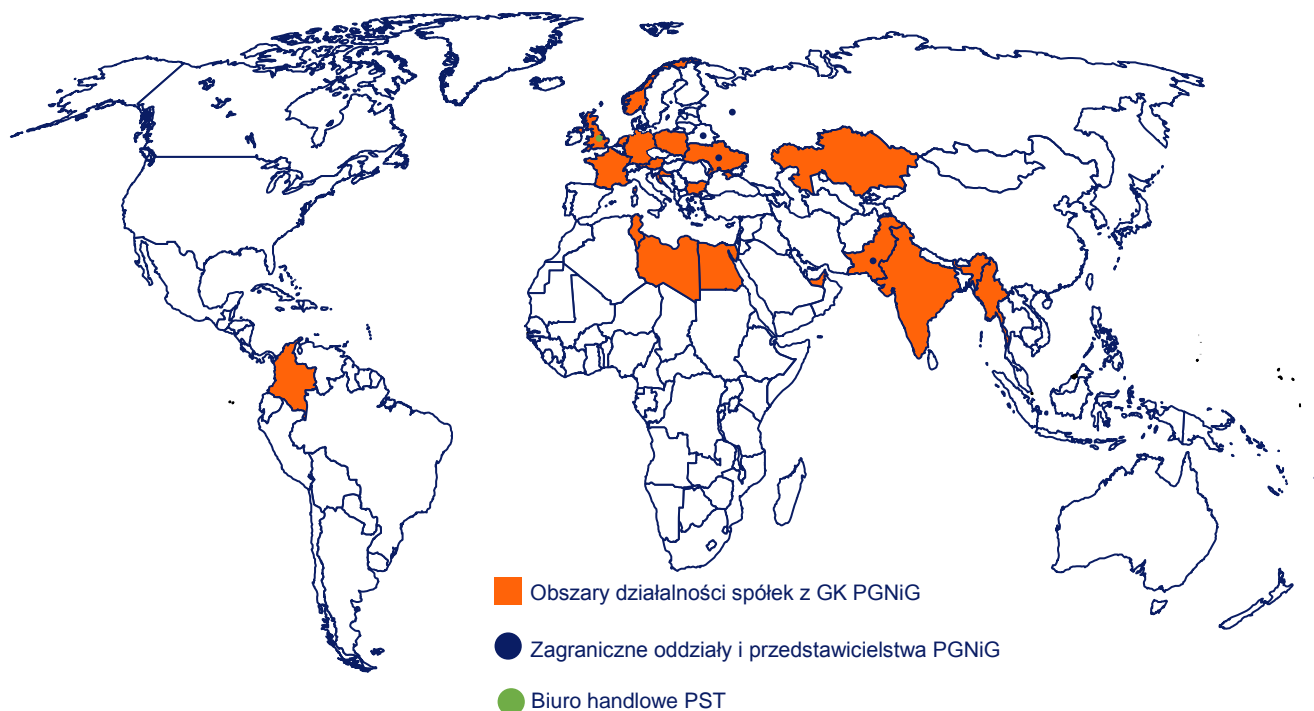 Obszary działalności spółek z GK PGNiG
Zagraniczne oddziały i przedstawicielstwa PGNiG
Biuro handlowe PST